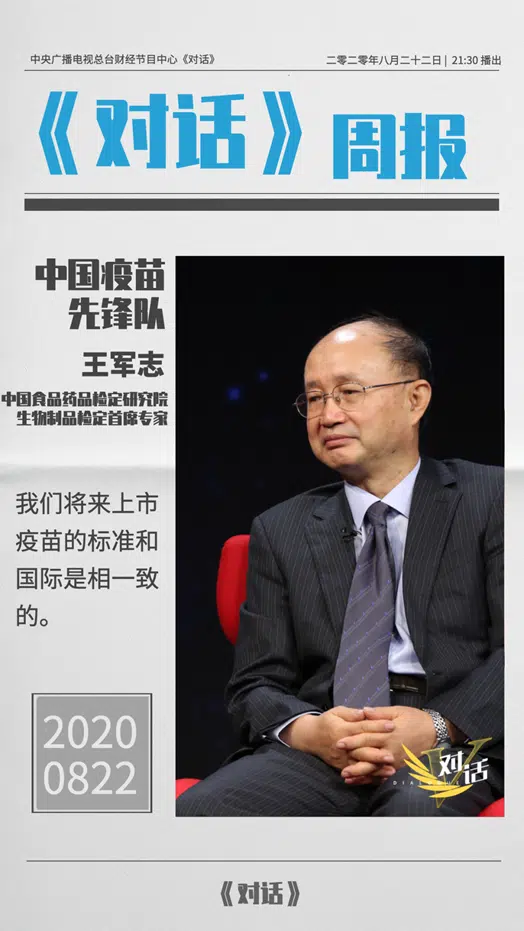 中央广播电视总台财经节目中心《对话》
二零二零年八月二十二日| 21:30 播出
《对话》周报
中国疫苗
先锋队
王军志
中国食品药品检定研究院
生物制品检定首席专家
我们将来上市
疫苗的标准和
国际是相一致
的。
2020
0822
对话
《对话》